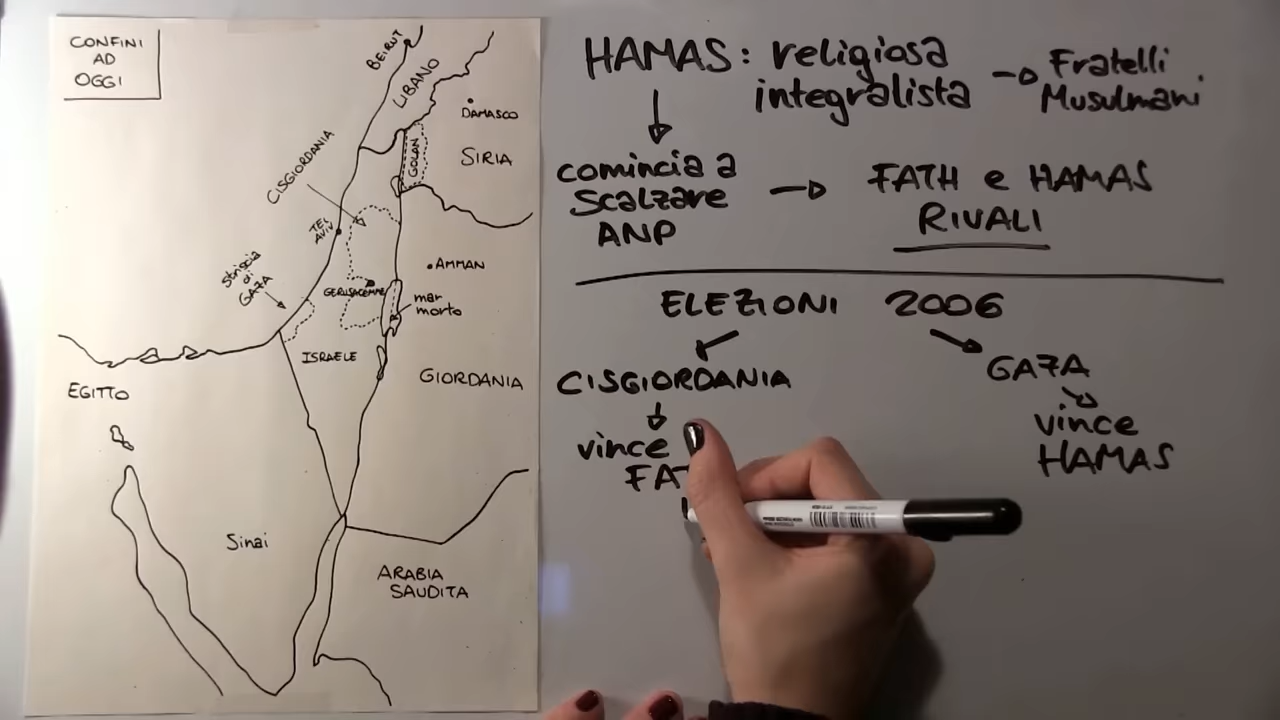 CONFINI
AD
OGGI
BEIRUT
LIBANO
DAMASCO
SIRIA
GOLAN
CISGIORDANIA
TEL
AVIV
AMMAN
Striscia
di
GAZA
GERUSALEMME
mar
morto
ISRAELE
GIORDANIA
EGITTO
Sinai
ARABIA
SAUDITA
HAMAS: religiosa
integralista
Fratelli
Musulmani
comincia a
Scalzare
ANP
FATH e HAMAS
RIVALI
ELEZIONI 2006
CISGIORDANIA
vince
GAZA
vince
HAMAS